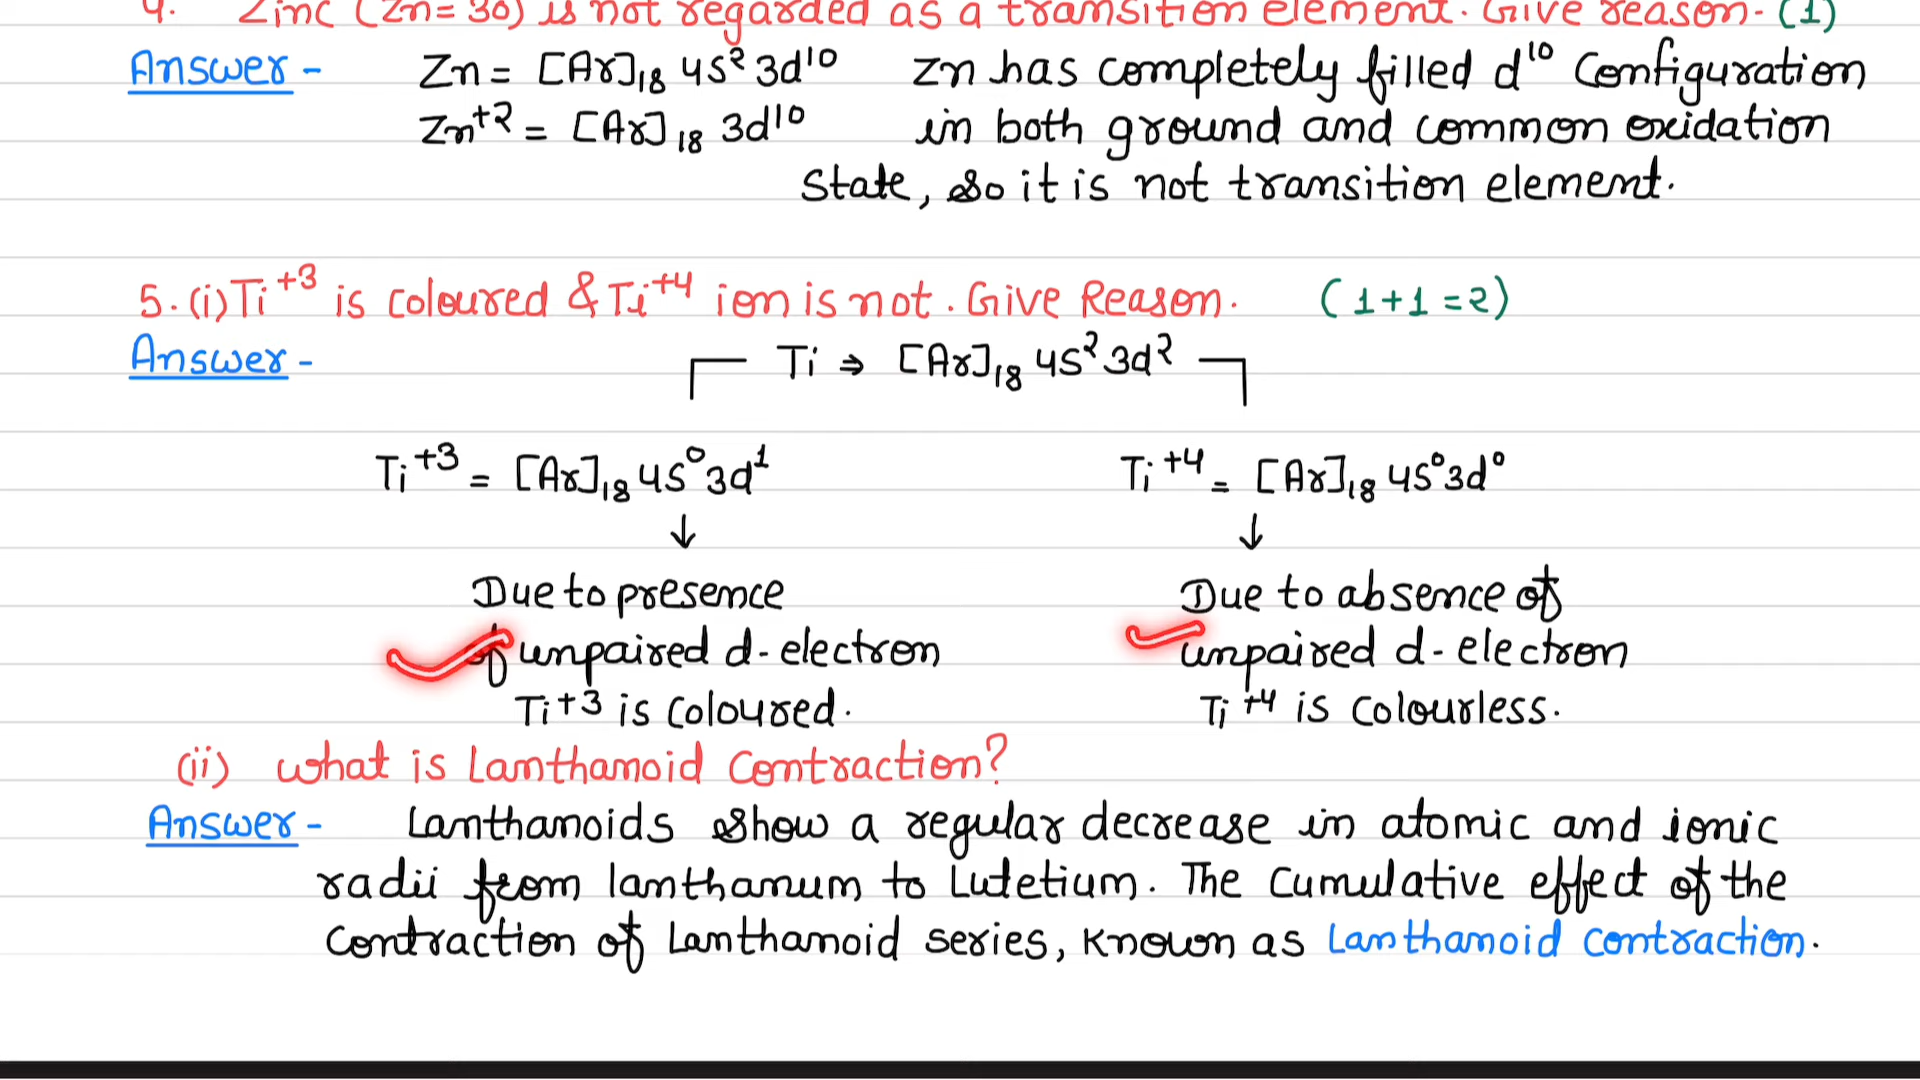 4. Zinc (Zn=30) is not regarded as a transition element. Give reason- (1)
Answer - Zn = [Ar]₁₈ 4s² 3d¹⁰ Zn has completely filled d¹⁰ Configuration
Zn⁺² = [Ar]₁₈ 3d¹⁰ in both ground and common oxidation
State, so it is not transition element.
5. (i) Ti⁺³ is coloured & Ti⁺⁴ ion is not. Give Reason. (1+1=2)
Answer - Ti ⇒ [Ar]₁₈ 4s² 3d²
Ti⁺³ = [Ar]₁₈ 4s⁰ 3d¹ Ti⁺⁴ = [Ar]₁₈ 4s⁰ 3d⁰
↓ ↓
Due to presence Due to absence of
of unpaired d-electron unpaired d-electron
Ti⁺³ is coloured. Ti⁺⁴ is colourless.
(ii) What is Lanthanoid Contraction?
Answer - Lanthanoids show a regular decrease in atomic and ionic
radii from lanthanum to Lutetium. The cumulative effect of the
contraction of Lanthanoid series, known as Lanthanoid contraction.